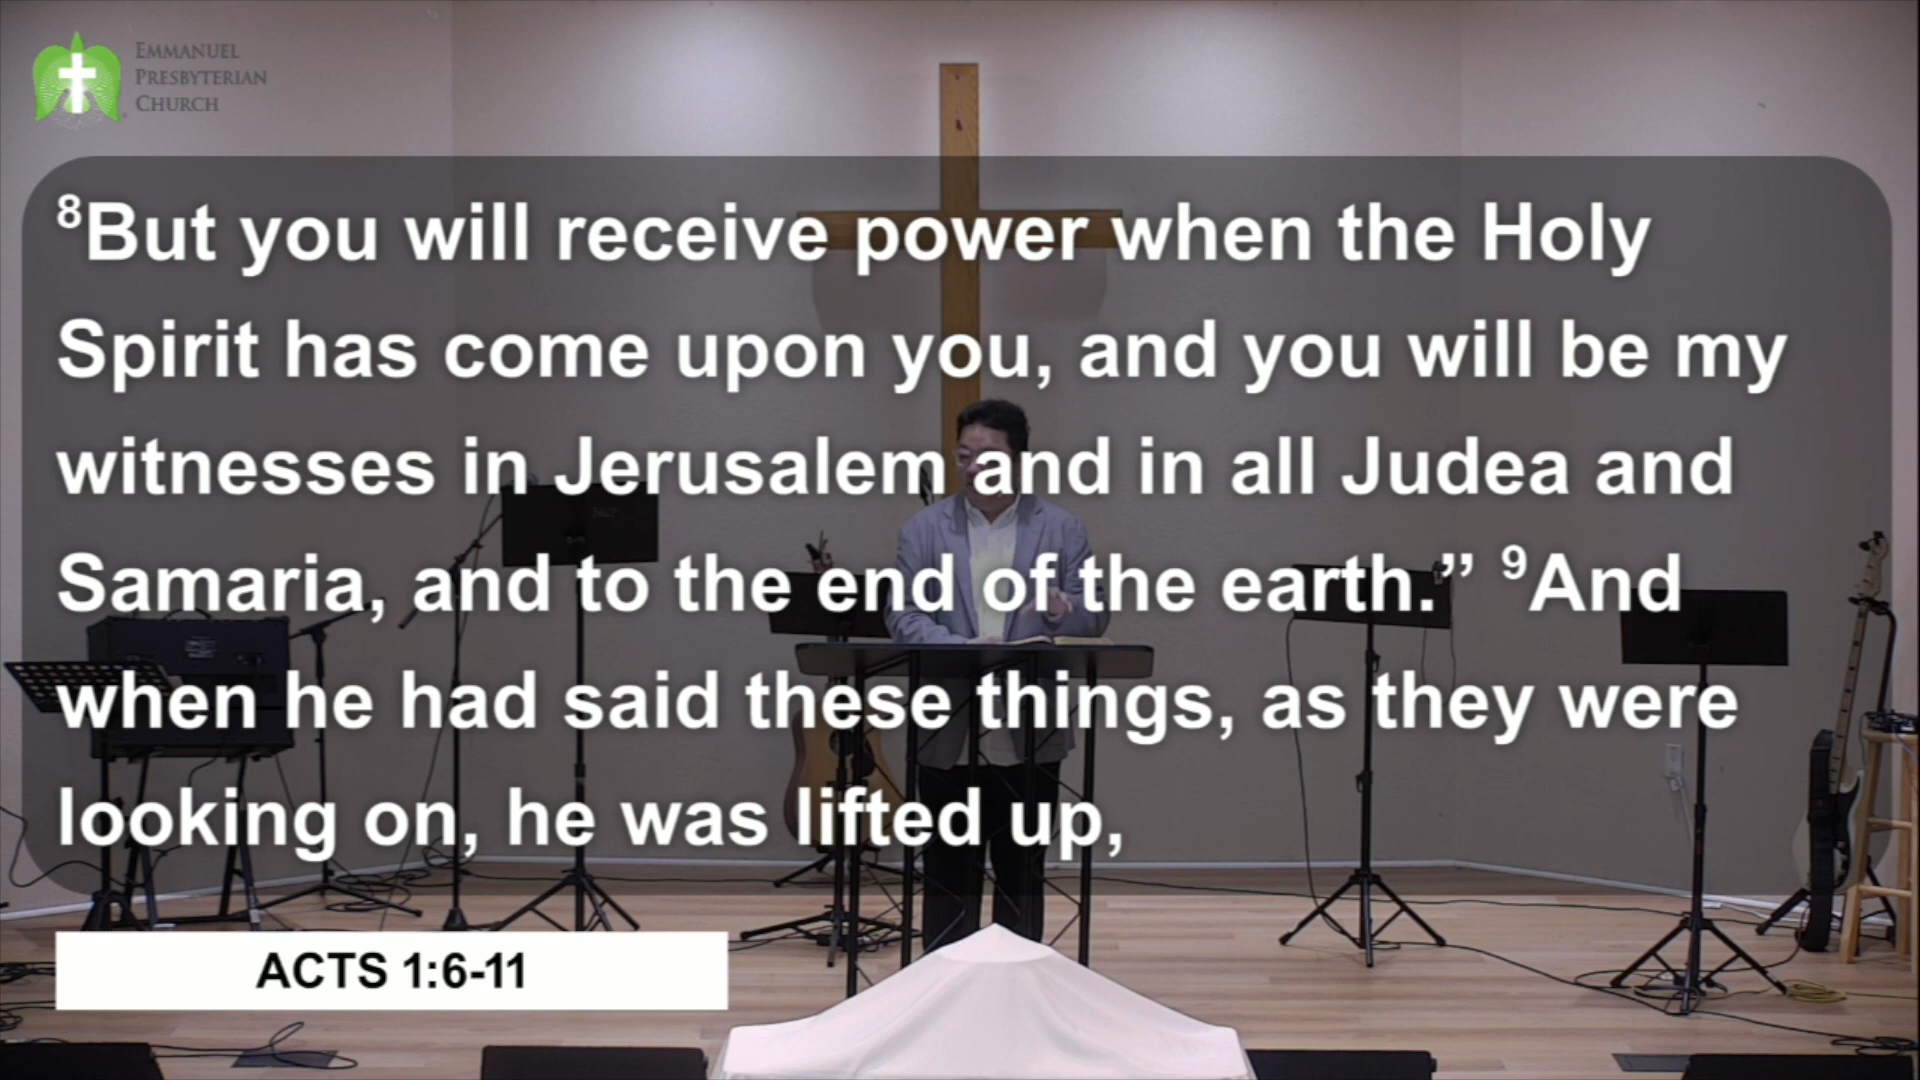 EMMANUEL
PRESBYTERIAN
CHURCH
⁸But you will receive power when the Holy
Spirit has come upon you, and you will be my
witnesses in Jerusalem and in all Judea and
Samaria, and to the end of the earth.” ⁹And
when he had said these things, as they were
looking on, he was lifted up,
ACTS 1:6-11